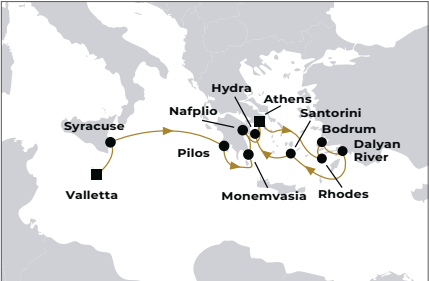 Hydra
Athens
Nafplio
Santorini
Syracuse
Bodrum
Pilos
Dalyan
River
Valletta
Monemvasia
Rhodes